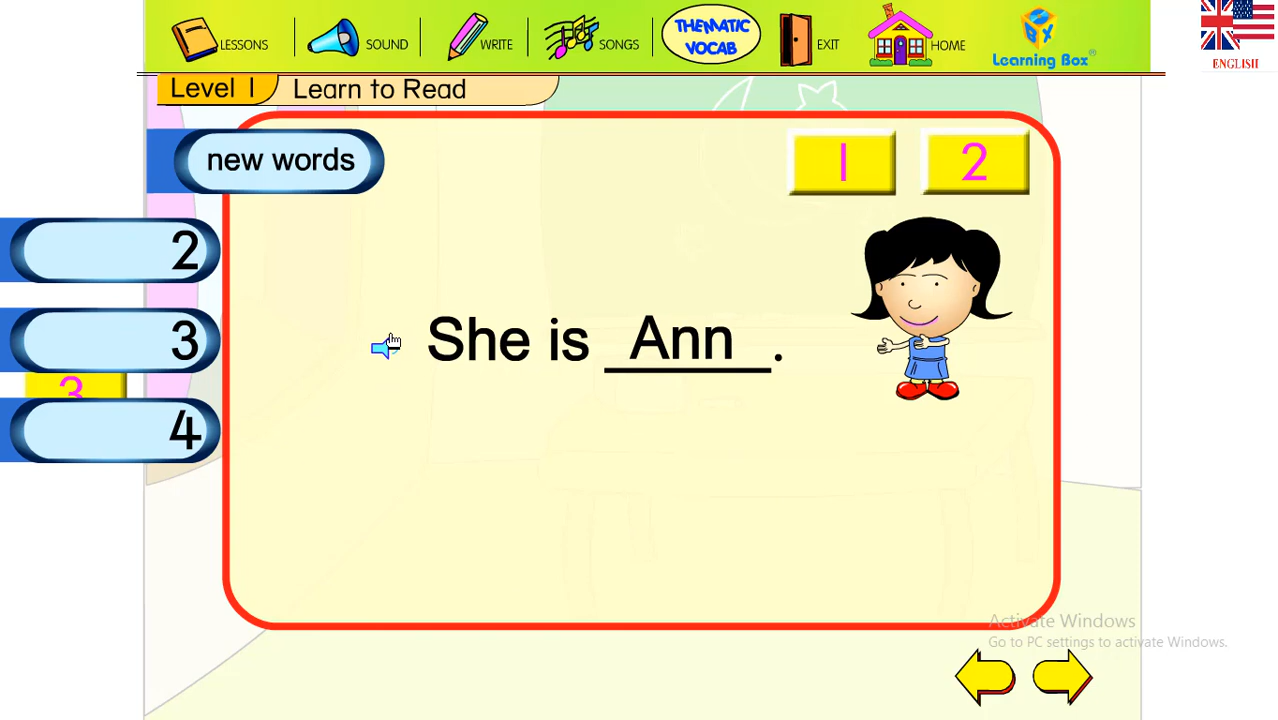 LESSONS SOUND WRITE SONGS THEMATIC VOCAB EXIT HOME Learning Box®
ENGLISH
Level 1 Learn to Read
new words
1 2
2
3
3
4
She is Ann.
Activate Windows
Go to PC settings to activate Windows.